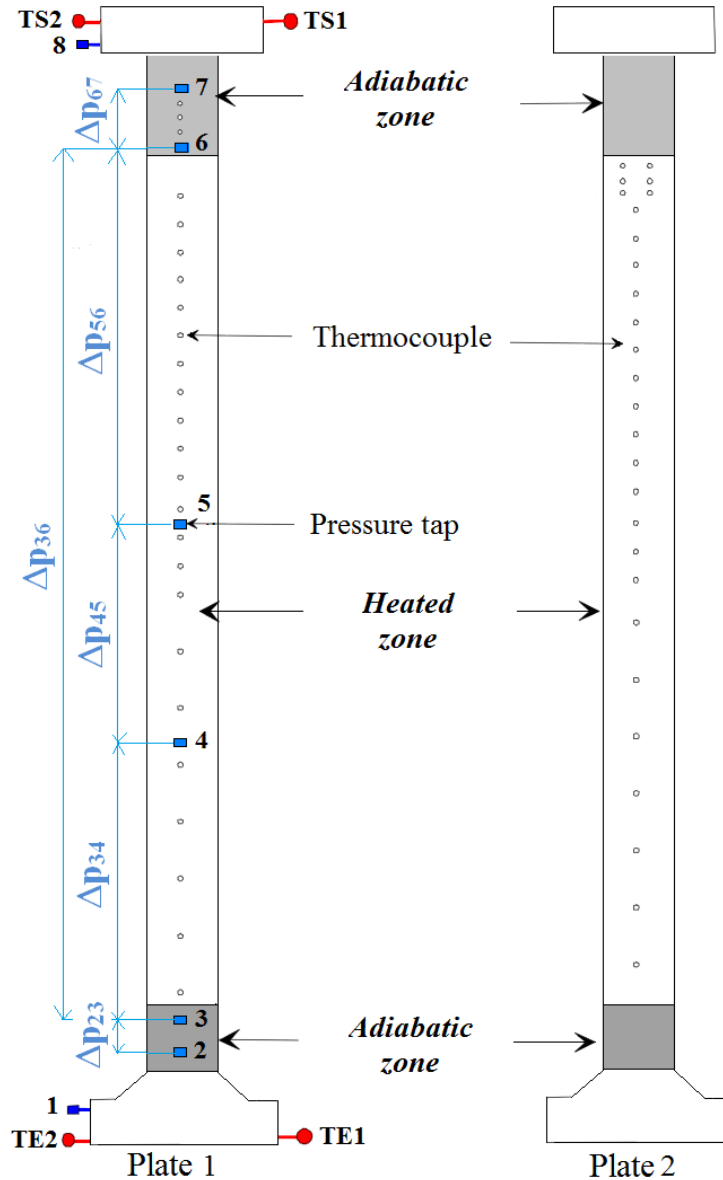 TS2
TS1
8
7
Adiabatic
zone
Δp67
6
Δp56
Thermocouple
5
Pressure tap
Δp36
Heated
zone
Δp45
4
Δp34
3
Δp23
Adiabatic
zone
2
1
TE2
TE1
Plate 1
Plate 2